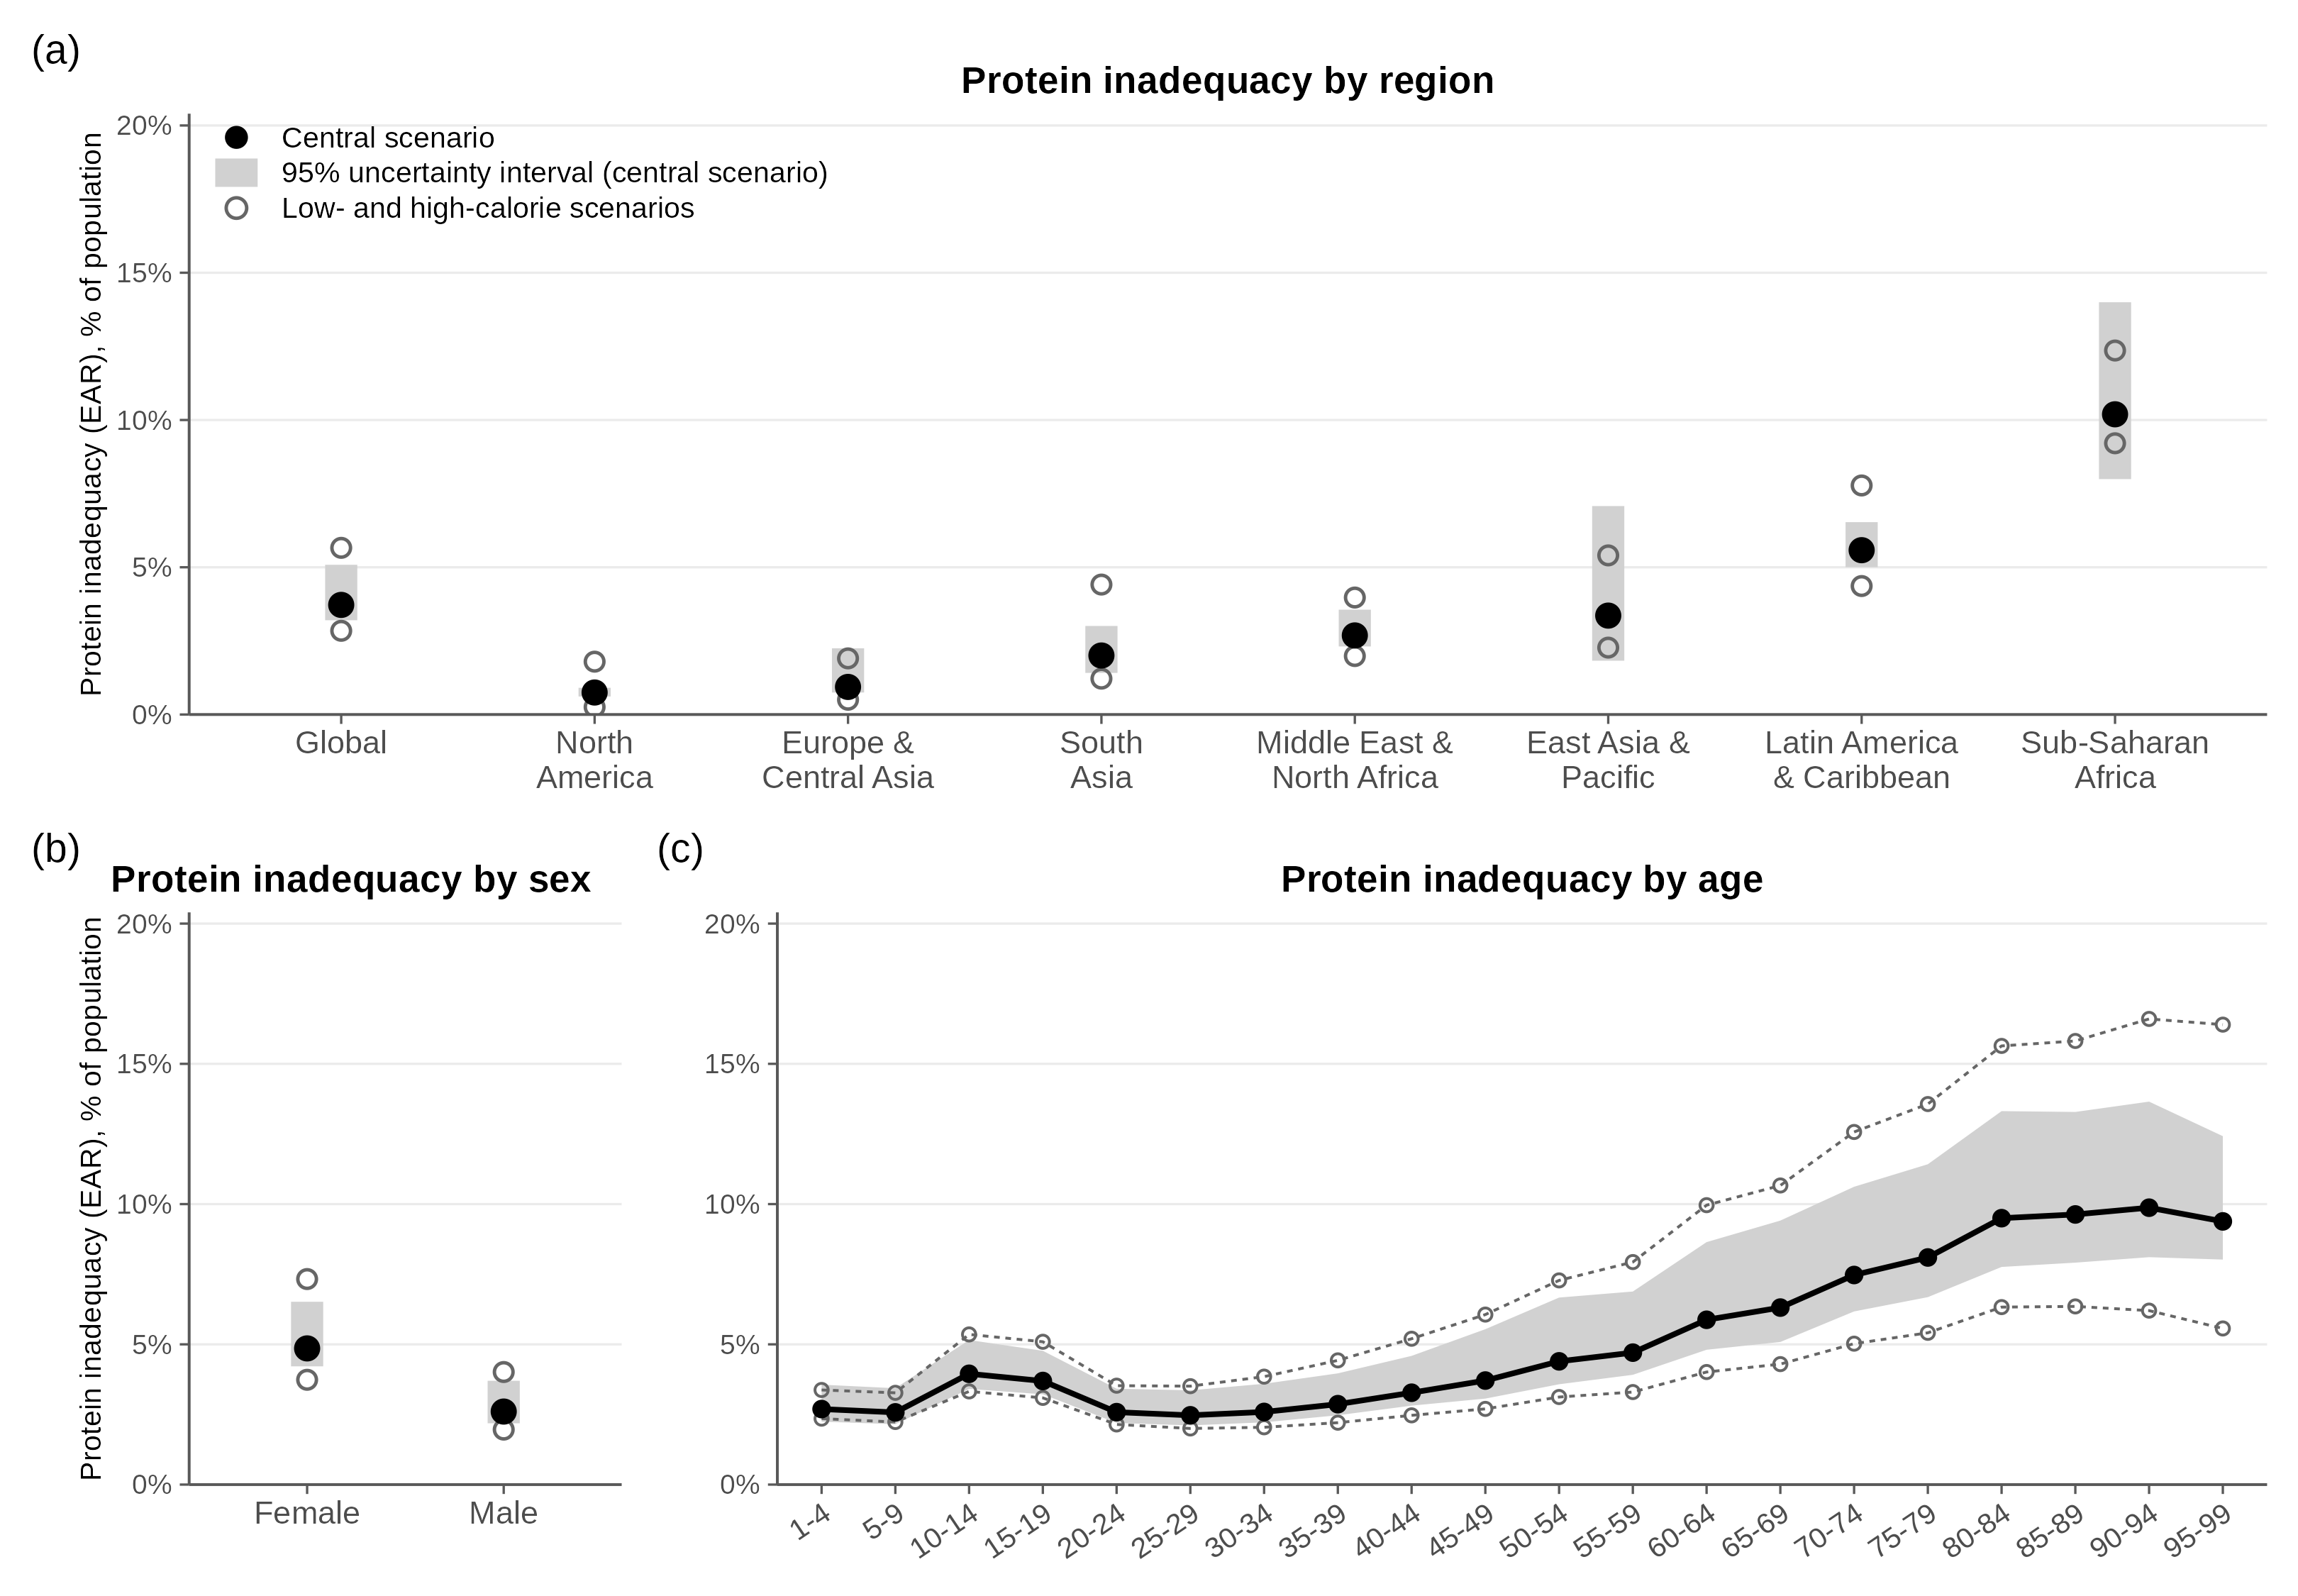 (a)
Protein inadequacy by region
Protein inadequacy (EAR), % of population
20%
15%
10%
5%
0%
Central scenario
95% uncertainty interval (central scenario)
Low- and high-calorie scenarios
Global
North
America
Europe &
Central Asia
South
Asia
Middle East &
North Africa
East Asia &
Pacific
Latin America
& Caribbean
Sub-Saharan
Africa
(b)
Protein inadequacy by sex
Protein inadequacy (EAR), % of population
20%
15%
10%
5%
0%
Female
Male
(c)
Protein inadequacy by age
20%
15%
10%
5%
0%
1-4
5-9
10-14
15-19
20-24
25-29
30-34
35-39
40-44
45-49
50-54
55-59
60-64
65-69
70-74
75-79
80-84
85-89
90-94
95-99